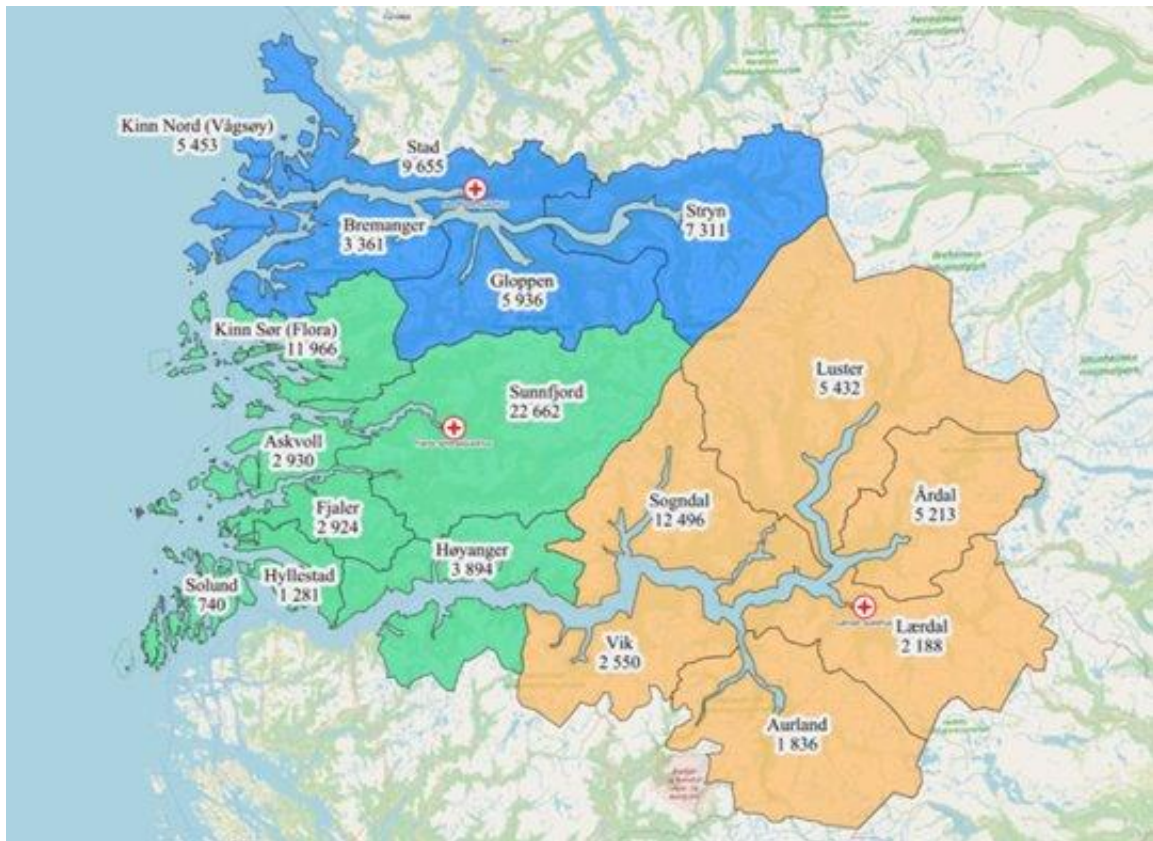 Kinn Nord (Vågsøy)
5 453
Stad
9 655
Bremanger
3 361
Stryn
7 311
Gloppen
5 936
Kinn Sør (Flora)
11 966
Sunnfjord
22 662
Luster
5 432
Askvoll
2 930
Fjaler
2 924
Sogndal
12 496
Årdal
5 213
Høyanger
3 894
Solund
740
Hyllestad
1 281
Vik
2 550
Lærdal
2 188
Aurland
1 836